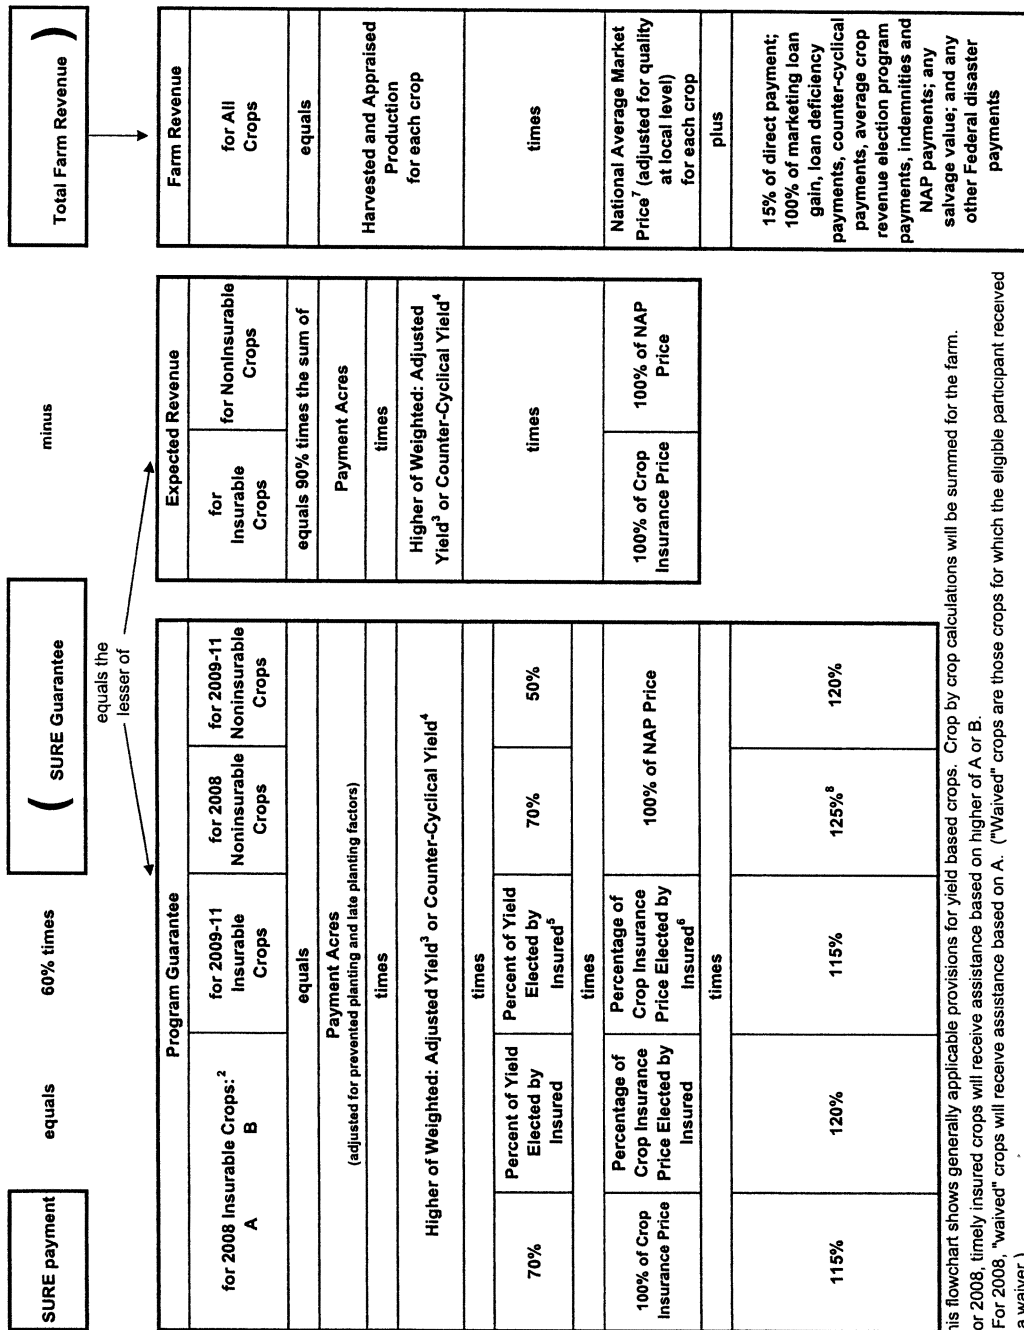 SURE payment
equals
60% times
( SURE Guarantee
minus
Total Farm Revenue )
equals the
lesser of
Program Guarantee
for 2008 Insurable Crops:2
A B
for 2009-11
Insurable
Crops
for 2008
Noninsurable
Crops
for 2009-11
Noninsurable
Crops
equals
Payment Acres
(adjusted for prevented planting and late planting factors)
times
Higher of Weighted: Adjusted Yield3 or Counter-Cyclical Yield4
times
70%
Percent of Yield
Elected by
Insured
Percent of Yield
Elected by
Insured5
70%
50%
times
100% of Crop
Insurance Price
Percentage of
Crop Insurance
Price Elected by
Insured
Percentage of
Crop Insurance
Price Elected by
Insured6
100% of NAP Price
times
115%
120%
115%
125%8
120%
Expected Revenue
for
Insurable
Crops
for NonInsurable
Crops
equals 90% times the sum of
Payment Acres
times
Higher of Weighted: Adjusted
Yield3 or Counter-Cyclical Yield4
times
100% of Crop
Insurance Price
100% of NAP
Price
Farm Revenue
for All
Crops
equals
Harvested and Appraised
Production
for each crop
times
National Average Market
Price7 (adjusted for quality
at local level)
for each crop
plus
15% of direct payment;
100% of marketing loan
gain, loan deficiency
payments, counter-cyclical
payments, average crop
revenue election program
payments, indemnities and
NAP payments; any
salvage value; and any
other Federal disaster
payments
his flowchart shows generally applicable provisions for yield based crops. Crop by crop calculations will be summed for the farm.
or 2008, timely insured crops will receive assistance based on higher of A or B.
For 2008, "waived" crops will receive assistance based on A. ("Waived" crops are those crops for which the eligible participant received
a waiver.)